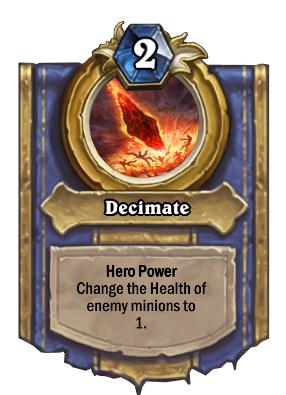 2
Decimate
Hero Power
Change the Health of
enemy minions to
1.